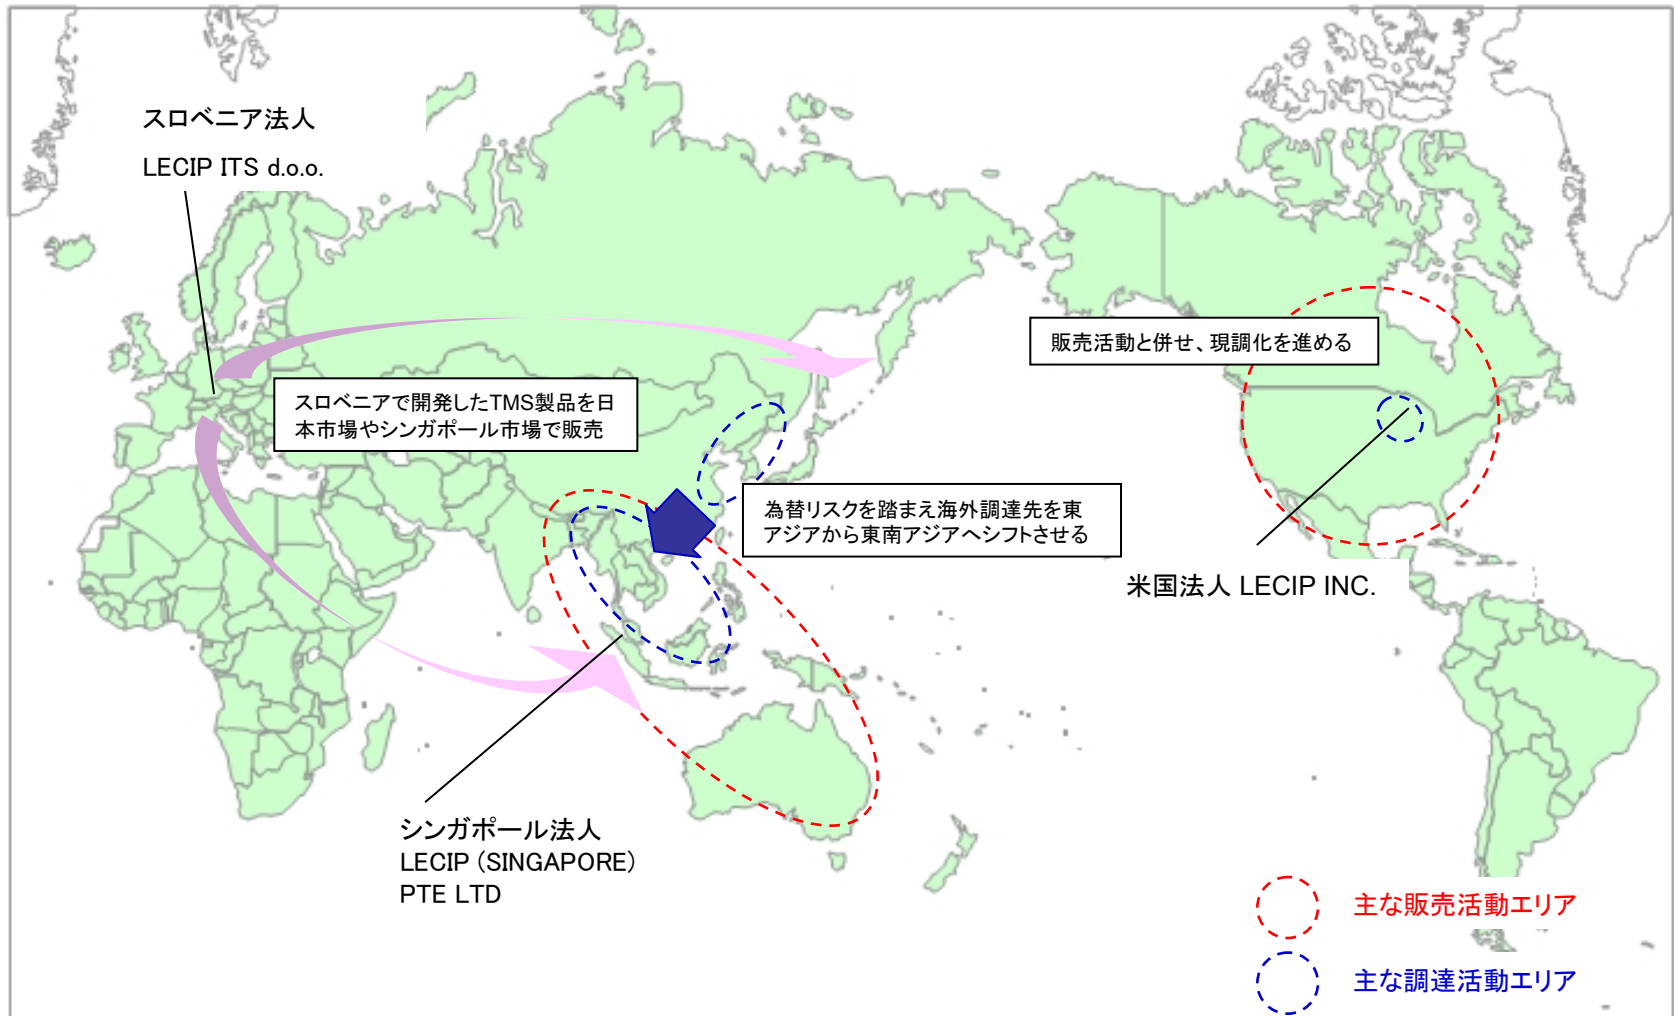 スロベニア法人
LECIP ITS d.o.o.
スロベニアで開発したTMS製品を日
本市場やシンガポール市場で販売
販売活動と併せ、現調化を進める
為替リスクを踏まえ海外調達先を東
アジアから東南アジアへシフトさせる
米国法人 LECIP INC.
シンガポール法人
LECIP (SINGAPORE)
PTE LTD
主な販売活動エリア
主な調達活動エリア